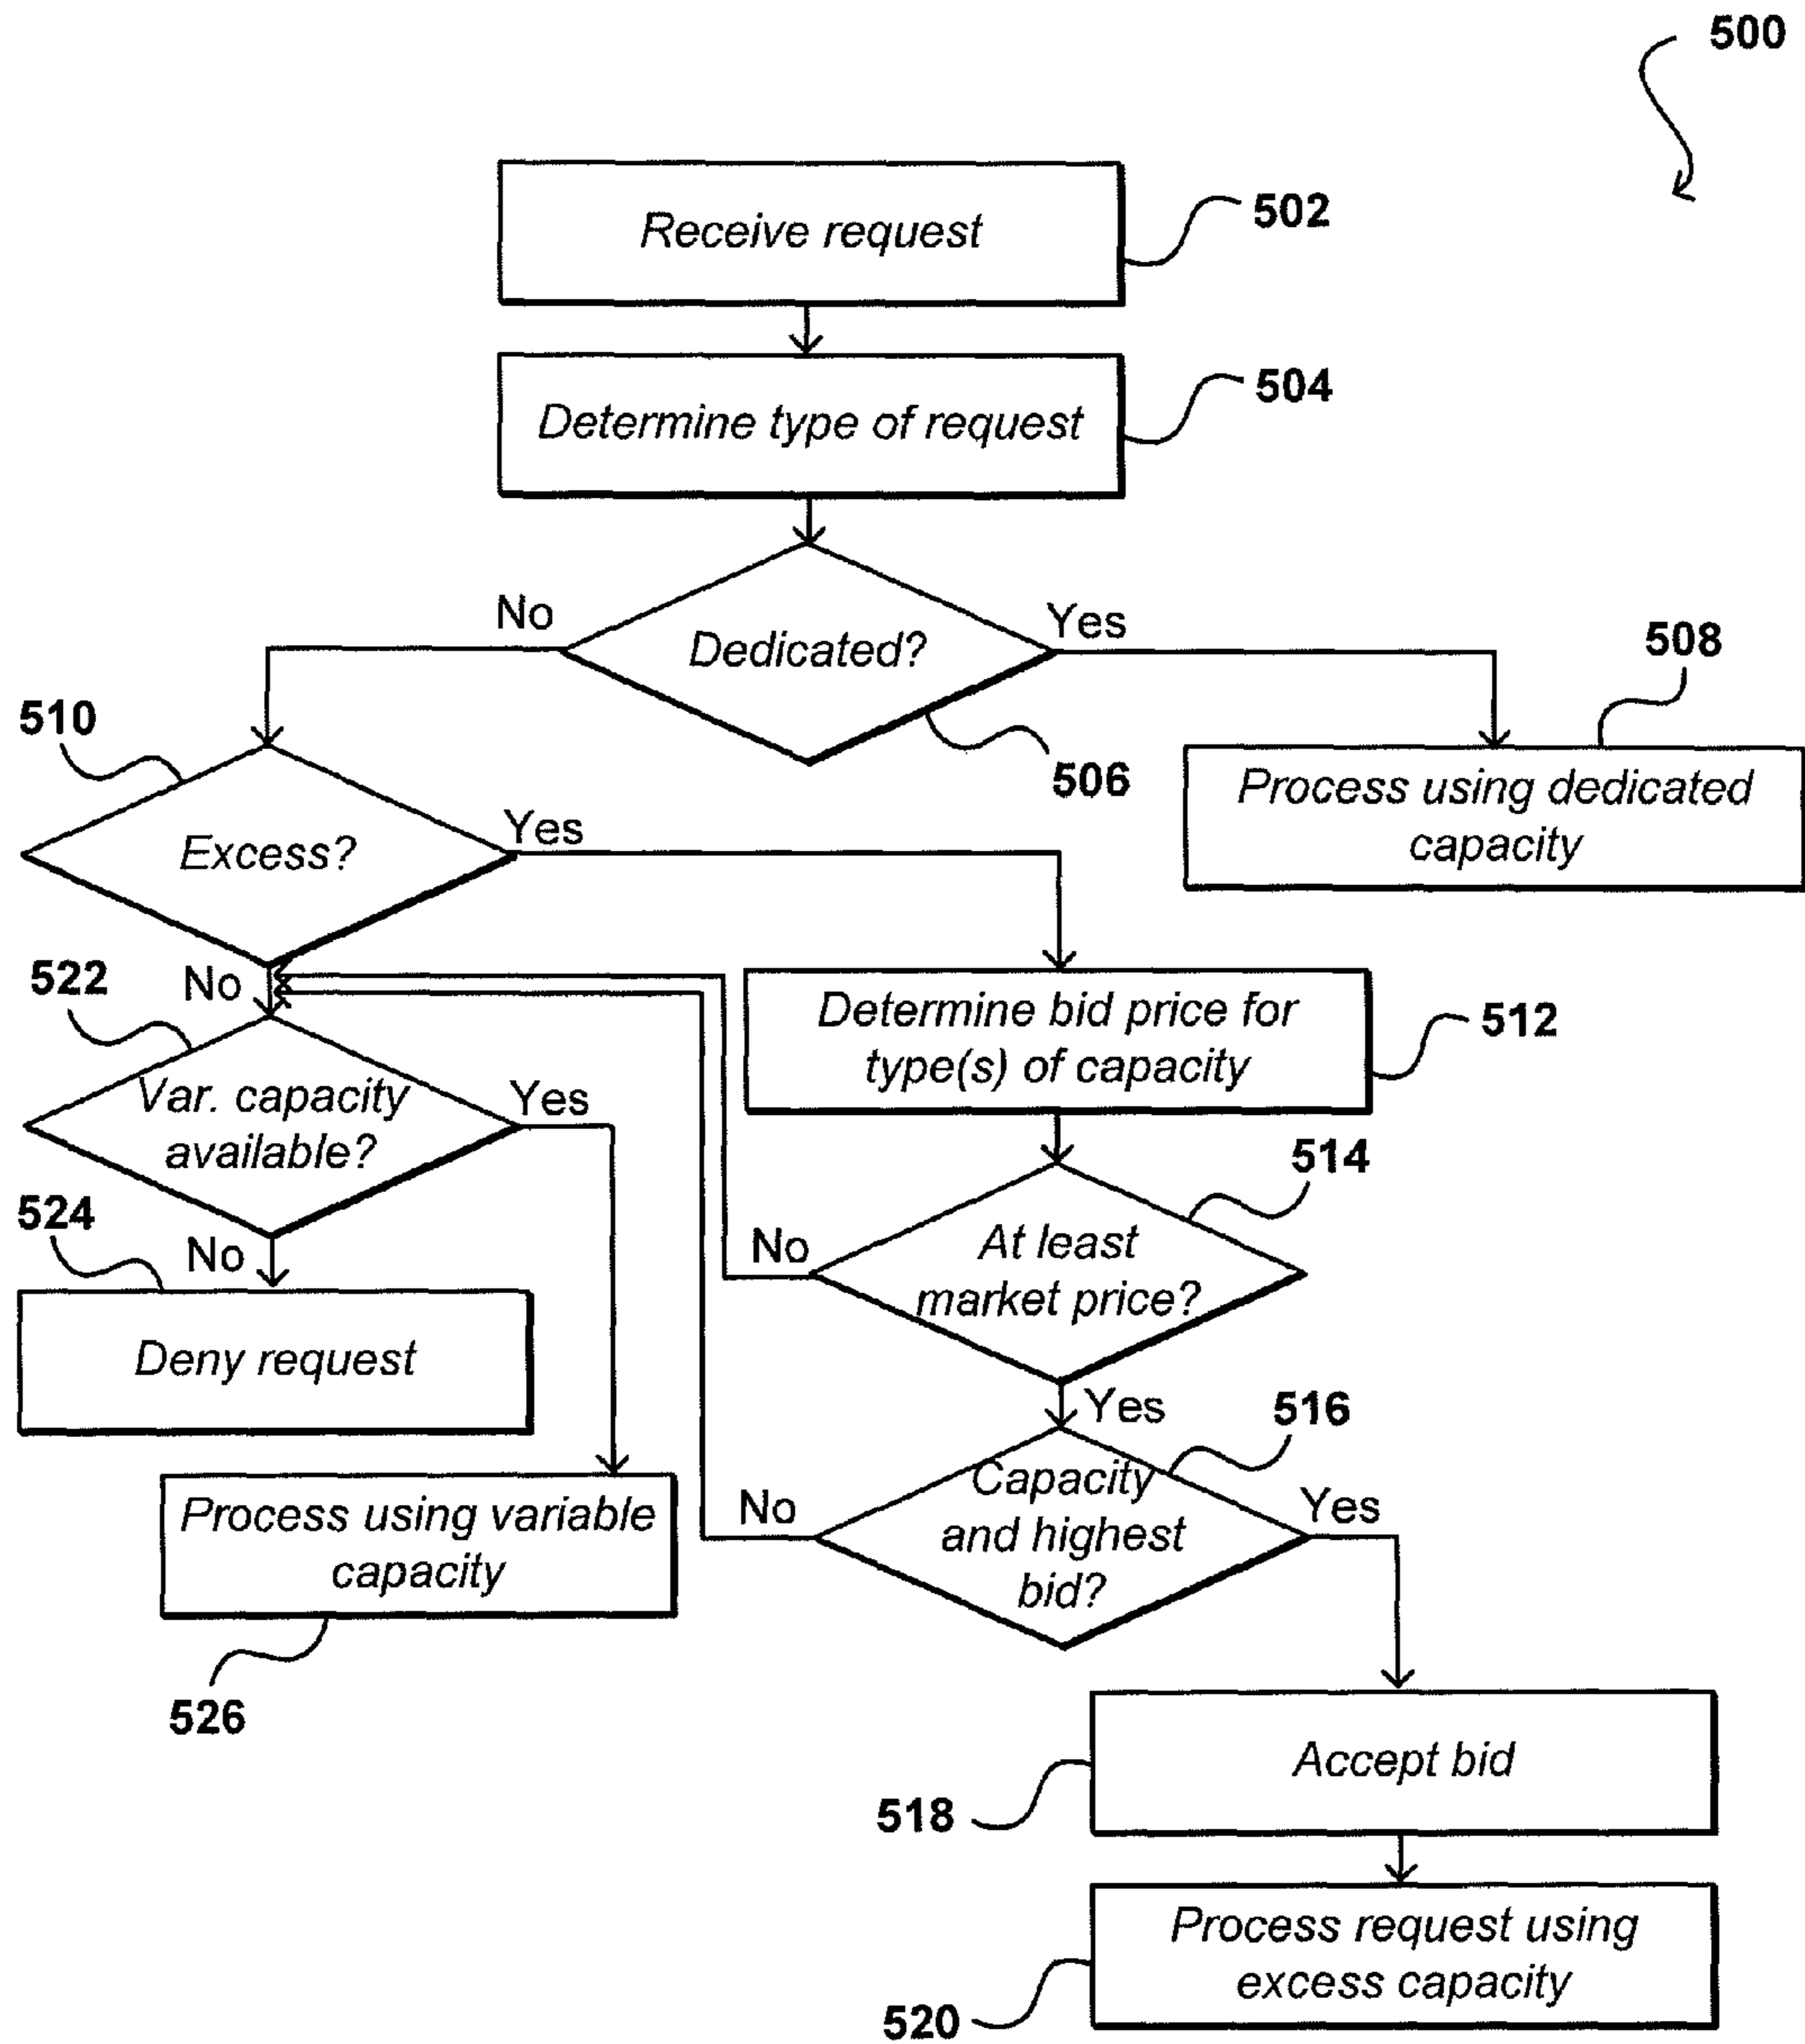 500
Receive request
502
Determine type of request
504
Dedicated?
No
Yes
506
508
Process using dedicated
capacity
510
Excess?
Yes
No
512
Determine bid price for
type(s) of capacity
522
Var. capacity
available?
Yes
No
514
At least
market price?
No
Yes
524
Deny request
516
Capacity
and highest
bid?
No
Yes
Process using variable
capacity
526
Accept bid
518
Process request using
excess capacity
520